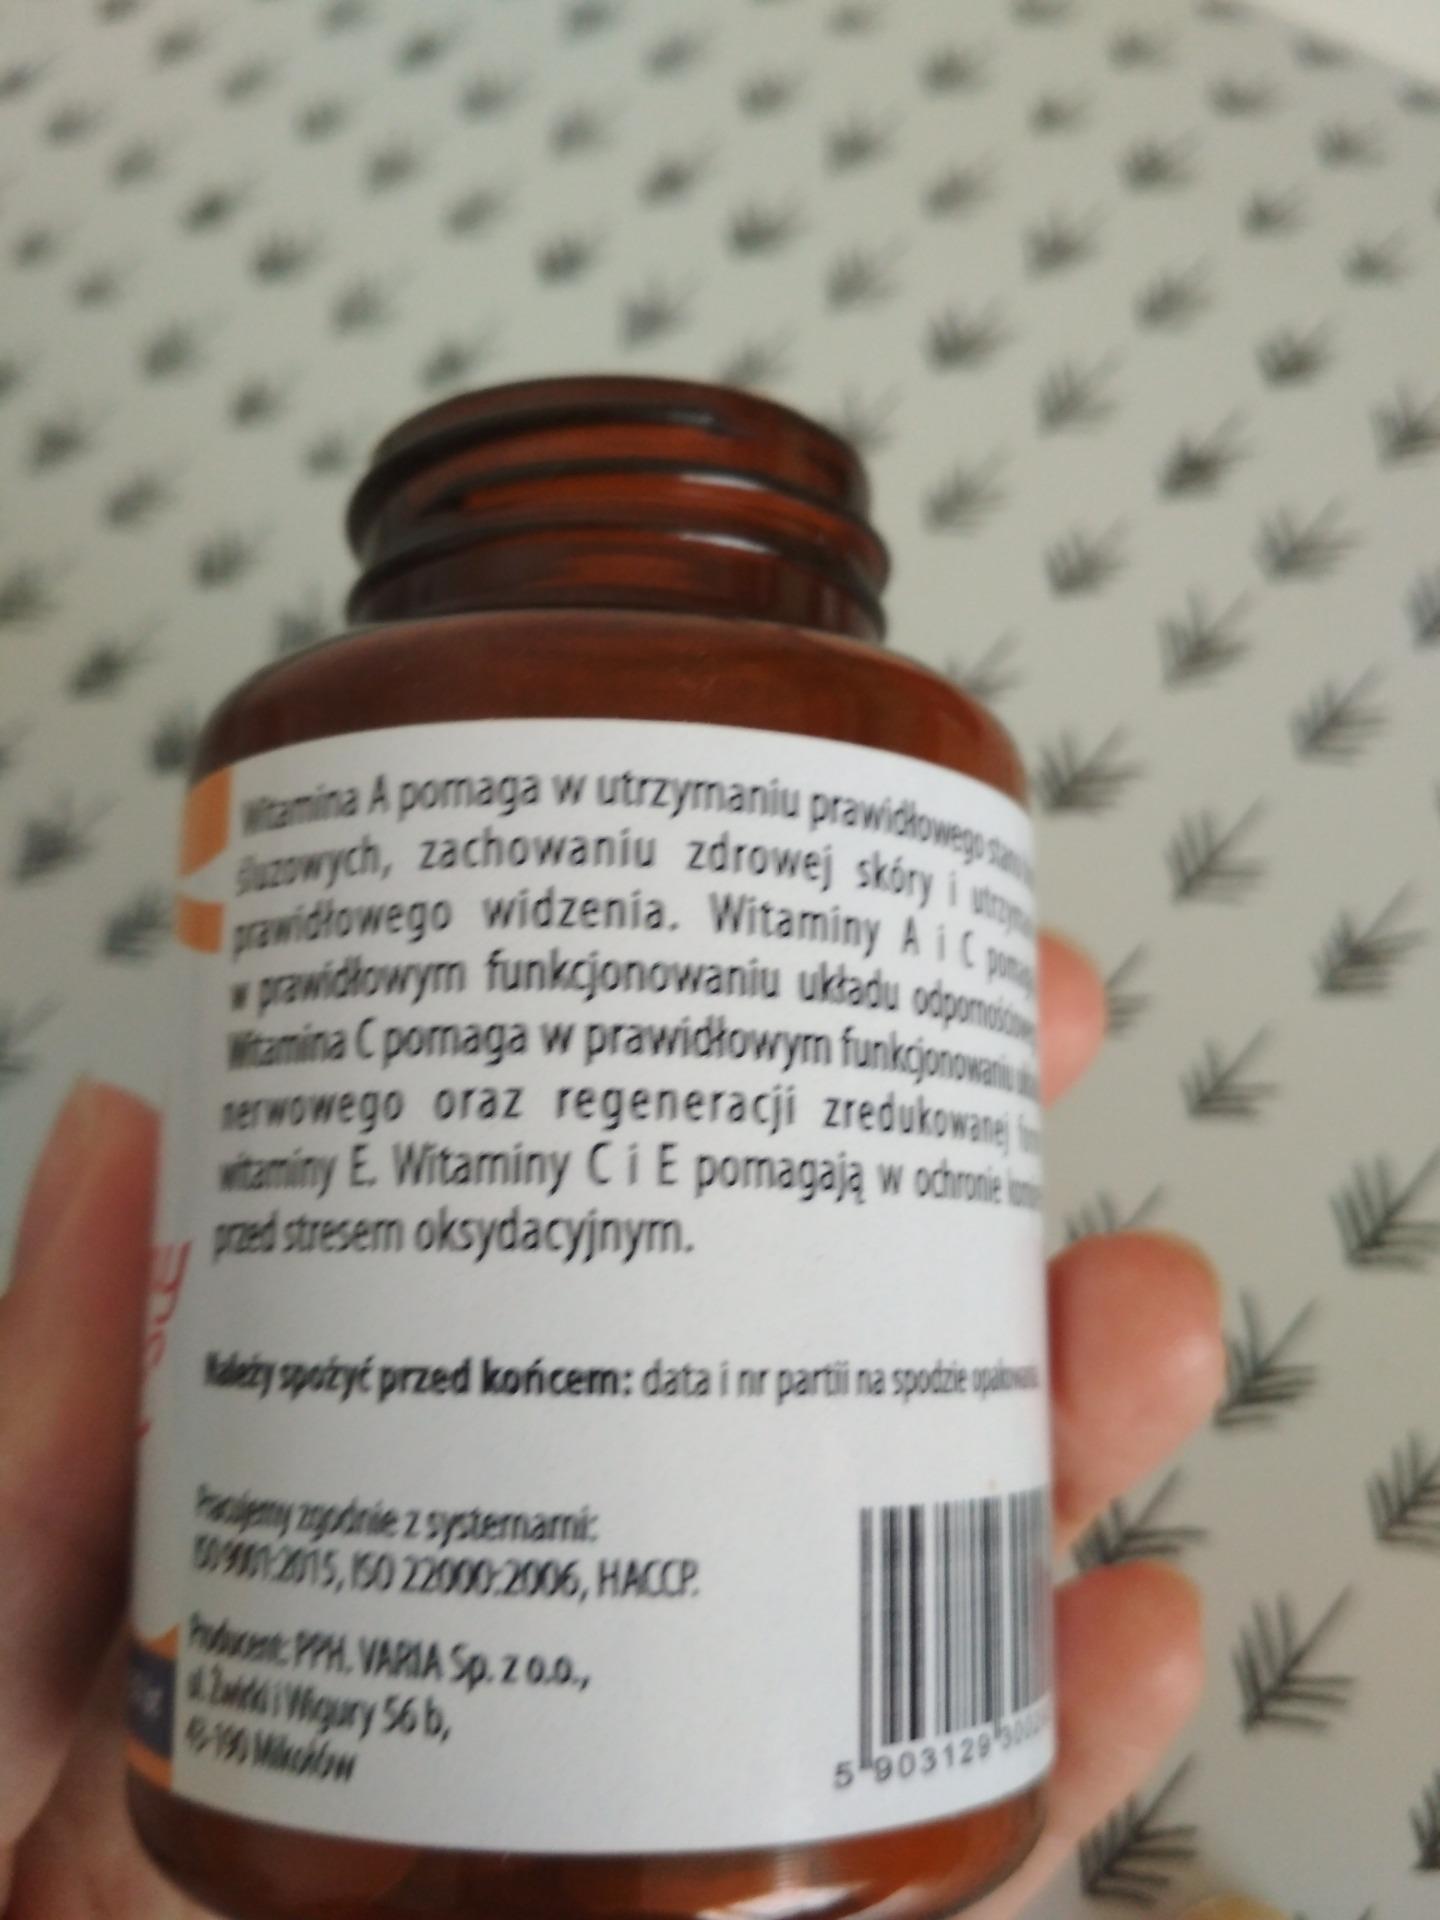 Witamina A pomaga w utrzymaniu prawidłowego stanu
śluzowych, zachowaniu zdrowej skóry i
prawidłowego widzenia. Witaminy A i C
w prawidłowym funkcjonowaniu układu
Witamina C pomaga w prawidłowym funkcjonowaniu
nerwowego oraz regeneracji zredukowanej
witaminy E. Witaminy C i E pomagają w ochronie
przed stresem oksydacyjnym.
Należy spożyć przed końcem: data i nr partii na spodzie
Pracujemy zgodnie z systemami:
ISO 9001:2015, ISO 22000:2006, HACCP.
Producent: PPH. VARIA Sp. z o.o.,
ul. Żwirki i Wigury 56 b,
43-190 Mikołów
5 903129